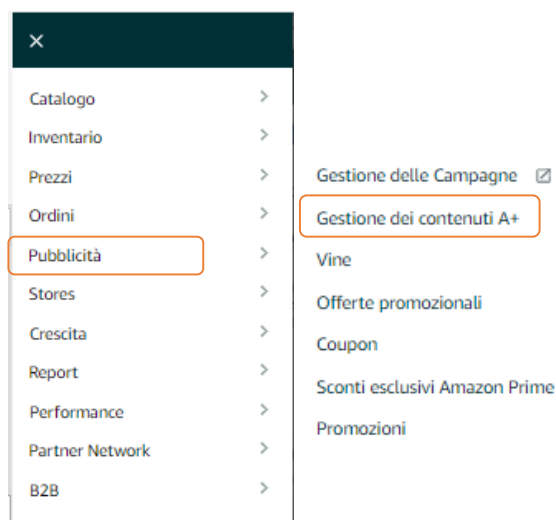 Catalogo
Inventario
Prezzi
Ordini
Pubblicità
Stores
Crescita
Report
Performance
Partner Network
B2B
Gestione delle Campagne
Gestione dei contenuti A+
Vine
Offerte promozionali
Coupon
Sconti esclusivi Amazon Prime
Promozioni